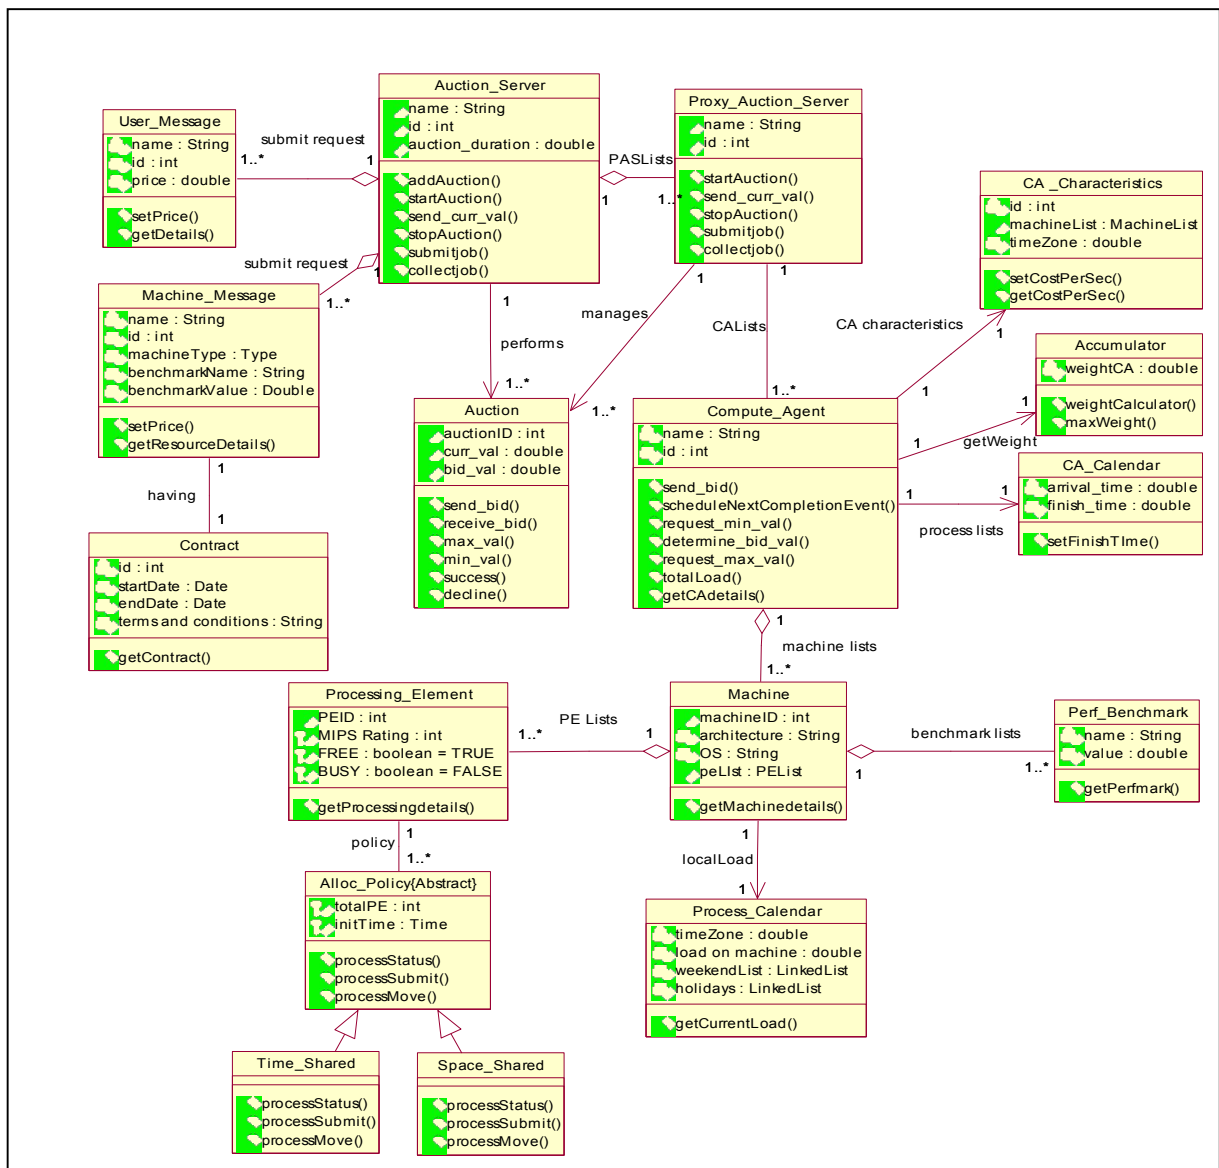 Auction_Server
name : String
id : int
auction_duration : double
addAuction()
startAuction()
send_curr_val()
stopAuction()
submitjob()
collectjob()
Proxy_Auction_Server
name : String
id : int
startAuction()
send_curr_val()
stopAuction()
submitjob()
collectjob()
User_Message
name : String
id : int
price : double
setPrice()
getDetails()
submit request
1..*
1
PASLists
1
1..*
submit request
1
1..*
CA _Characteristics
id : int
machineList : MachineList
timeZone : double
setCostPerSec()
getCostPerSec()
Machine_Message
name : String
id : int
machineType : Type
benchmarkName : String
benchmarkValue : Double
setPrice()
getResourceDetails()
1
performs
1..*
1
manages
1..*
1
CALists
1..*
CA characteristics
1
1
Accumulator
weightCA : double
weightCalculator()
maxWeight()
Auction
auctionID : int
curr_val : double
bid_val : double
send_bid()
receive_bid()
max_val()
min_val()
success()
decline()
Compute_Agent
name : String
id : int
send_bid()
scheduleNextCompletionEvent()
request_min_val()
determine_bid_val()
request_max_val()
totalLoad()
getCAdetails()
1
1
getWeight
CA_Calendar
arrival_time : double
finish_time : double
setFinishTIme()
1
1
process lists
1
having
1
Contract
id : int
startDate : Date
endDate : Date
terms and conditions : String
getContract()
1
machine lists
1..*
Processing_Element
PEID : int
MIPS Rating : int
FREE : boolean = TRUE
BUSY : boolean = FALSE
getProcessingdetails()
PE Lists
1..*
1
Machine
machineID : int
architecture : String
OS : String
peLIst : PEList
getMachinedetails()
benchmark lists
1
1..*
Perf_Benchmark
name : String
value : double
getPerfmark()
1
policy
1..*
1
localLoad
1
Alloc_Policy{Abstract}
totalPE : int
initTime : Time
processStatus()
processSubmit()
processMove()
Process_Calendar
timeZone : double
load on machine : double
weekendList : LinkedList
holidays : LinkedList
getCurrentLoad()
Time_Shared
processStatus()
processSubmit()
processMove()
Space_Shared
processStatus()
processSubmit()
processMove()